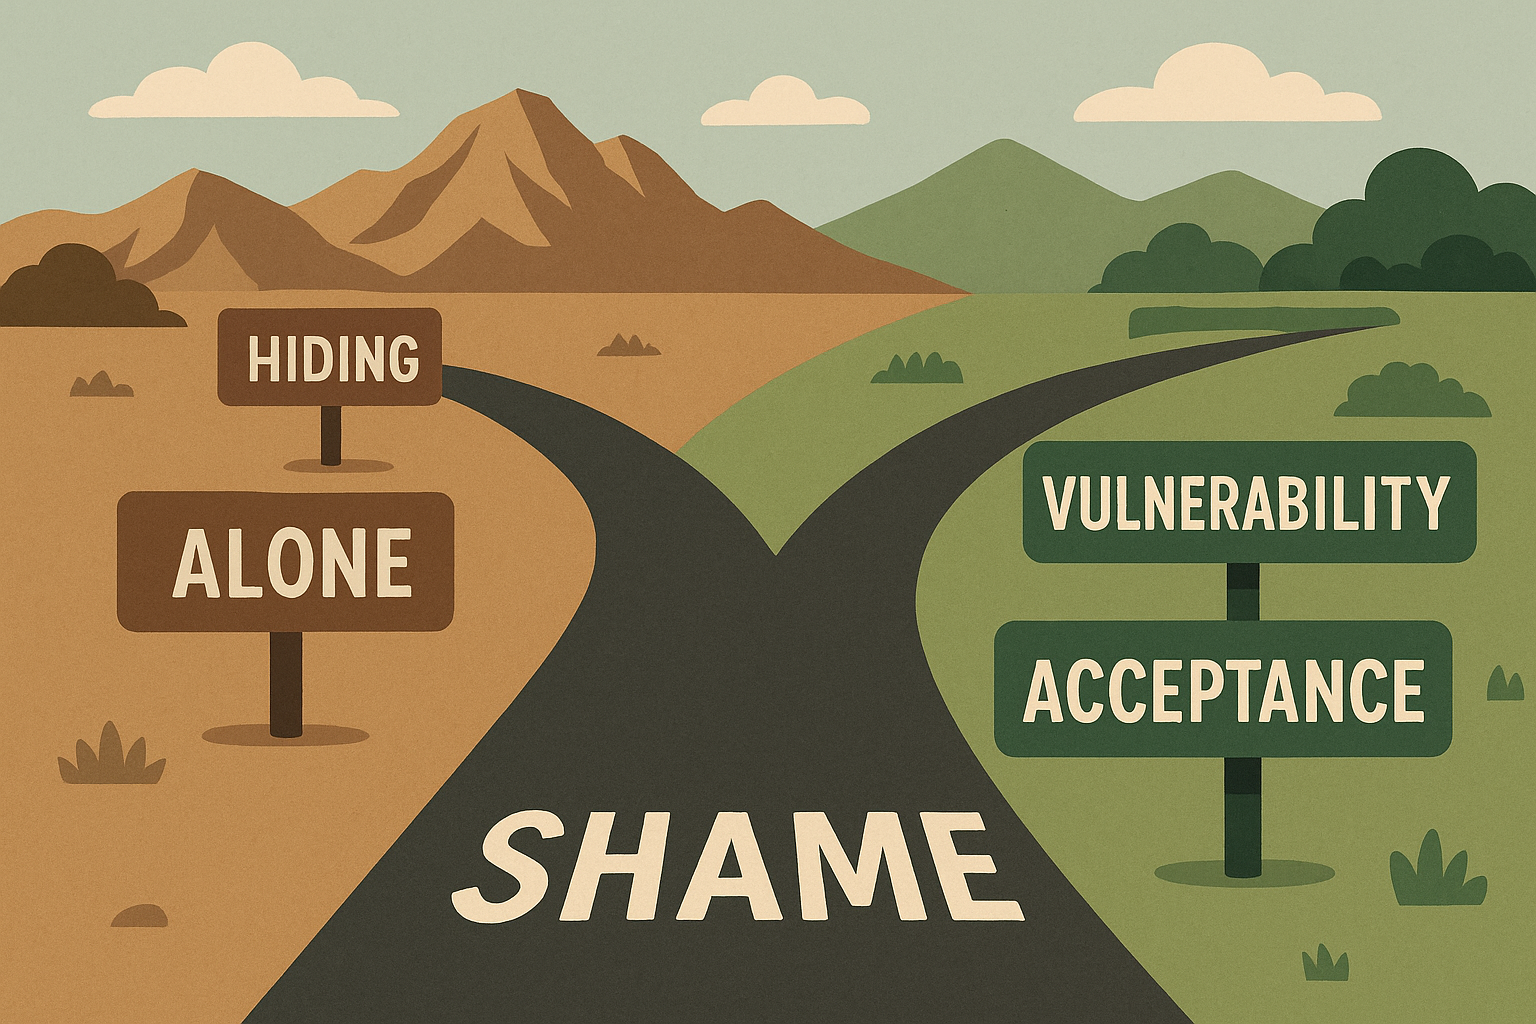 HIDING
ALONE
VULNERABILITY
ACCEPTANCE
SHAME